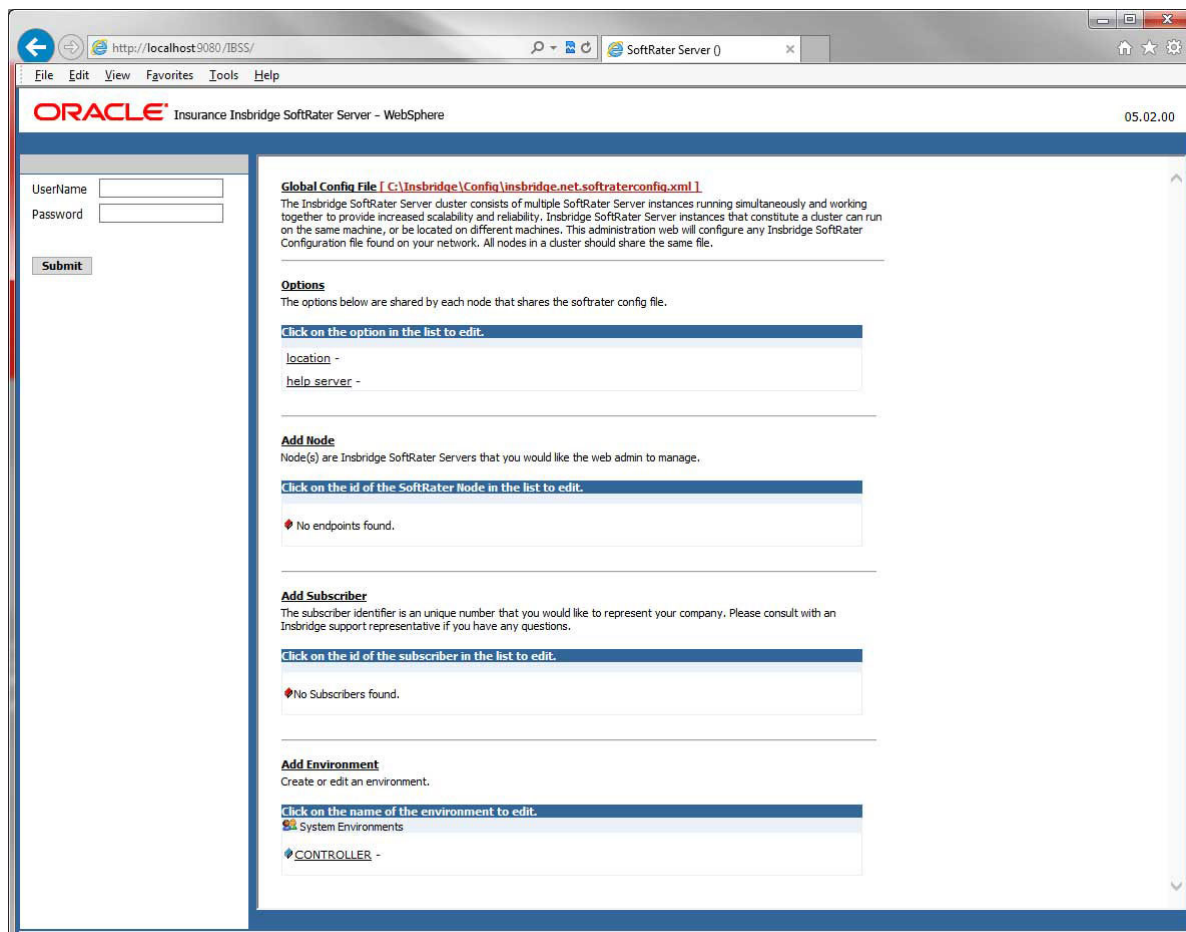 http://localhost:9080/IBSS/
SoftRater Server ()
File Edit View Favorites Tools Help
ORACLE Insurance Insbridge SoftRater Server - WebSphere
05.02.00
UserName
Password
Submit
Global Config File [ C:\Insbridge\Config\insbridge.net.softraterconfig.xml ]
The Insbridge SoftRater Server cluster consists of multiple SoftRater Server instances running simultaneously and working
together to provide increased scalability and reliability. Insbridge SoftRater Server instances that constitute a cluster can run
on the same machine, or be located on different machines. This administration web will configure any Insbridge SoftRater
Configuration file found on your network. All nodes in a cluster should share the same file.
Options
The options below are shared by each node that shares the softrater config file.
Click on the option in the list to edit.
location -
help server -
Add Node
Node(s) are Insbridge SoftRater Servers that you would like the web admin to manage.
Click on the id of the SoftRater Node in the list to edit.
No endpoints found.
Add Subscriber
The subscriber identifier is an unique number that you would like to represent your company. Please consult with an
Insbridge support representative if you have any questions.
Click on the id of the subscriber in the list to edit.
No Subscribers found.
Add Environment
Create or edit an environment.
Click on the name of the environment to edit.
System Environments
CONTROLLER -